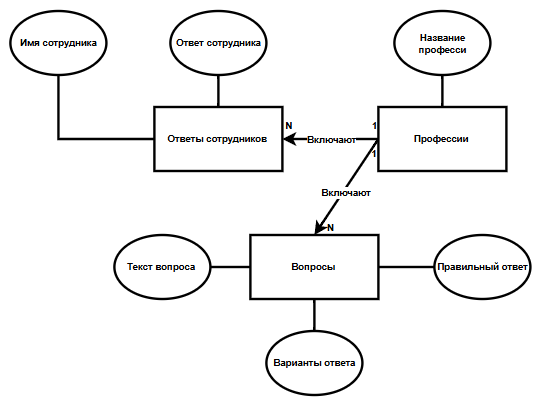 Имя сотрудника
Ответ сотрудника
Название
професси
Ответы сотрудников
N
Включают
1
Профессии
1
Включают
N
Текст вопроса
Вопросы
Правильный ответ
Варианты ответа